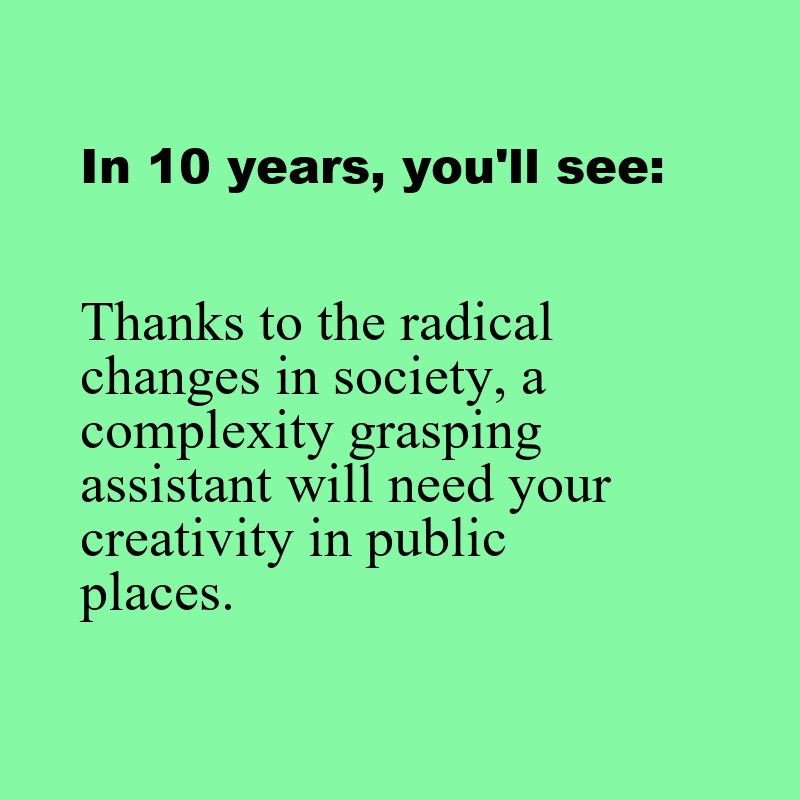 In 10 years, you'll see:
Thanks to the radical
changes in society, a
complexity grasping
assistant will need your
creativity in public
places.